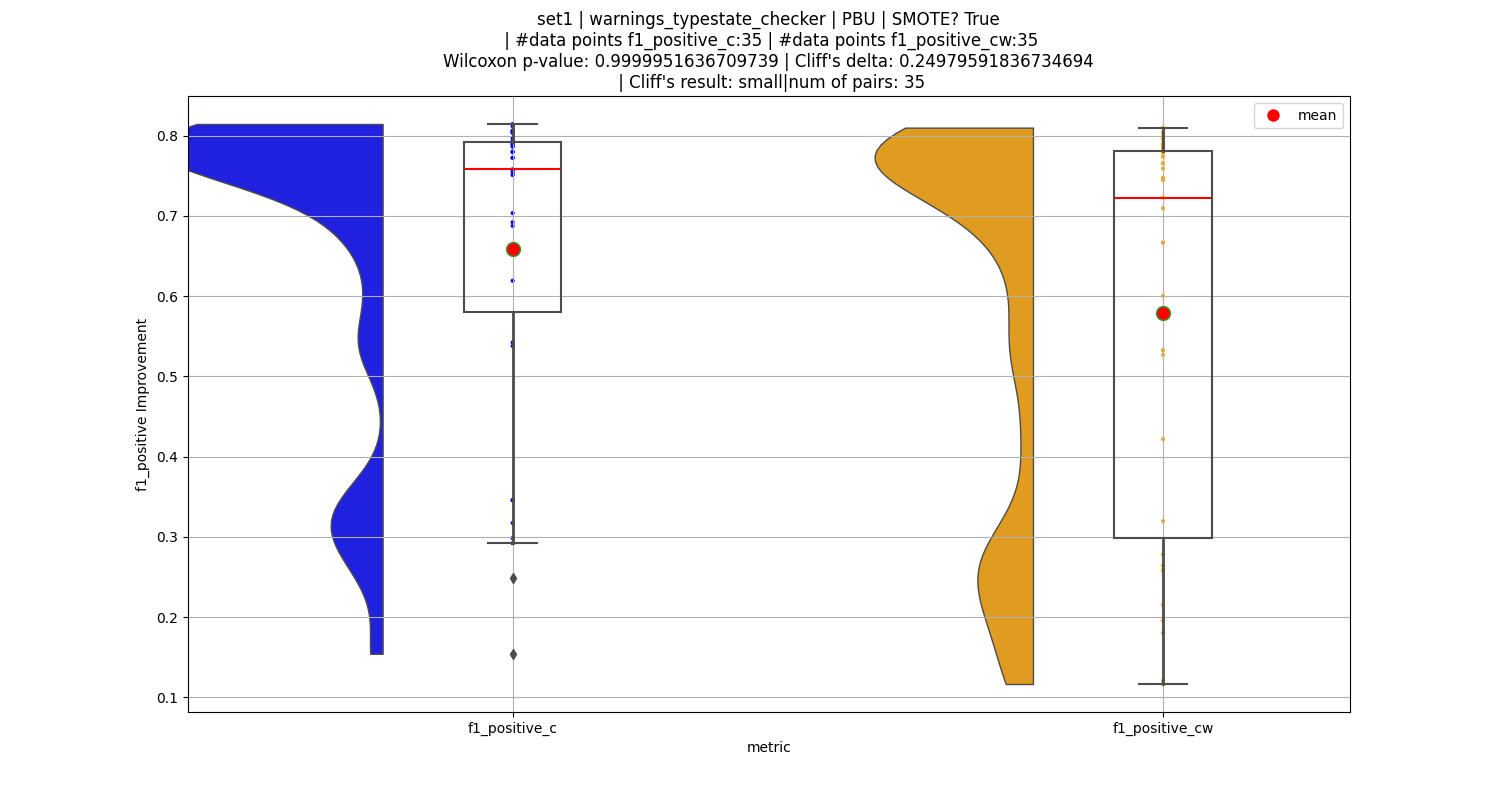 set1 | warnings_typestate_checker | PBU | SMOTE? True
| #data points f1_positive_c:35 | #data points f1_positive_cw:35
Wilcoxon p-value: 0.9999951636709739 | Cliff's delta: 0.24979591836734694
| Cliff's result: small|num of pairs: 35
mean
0.8
0.7
0.6
0.5
0.4
0.3
0.2
0.1
f1_positive Improvement
f1_positive_c
f1_positive_cw
metric